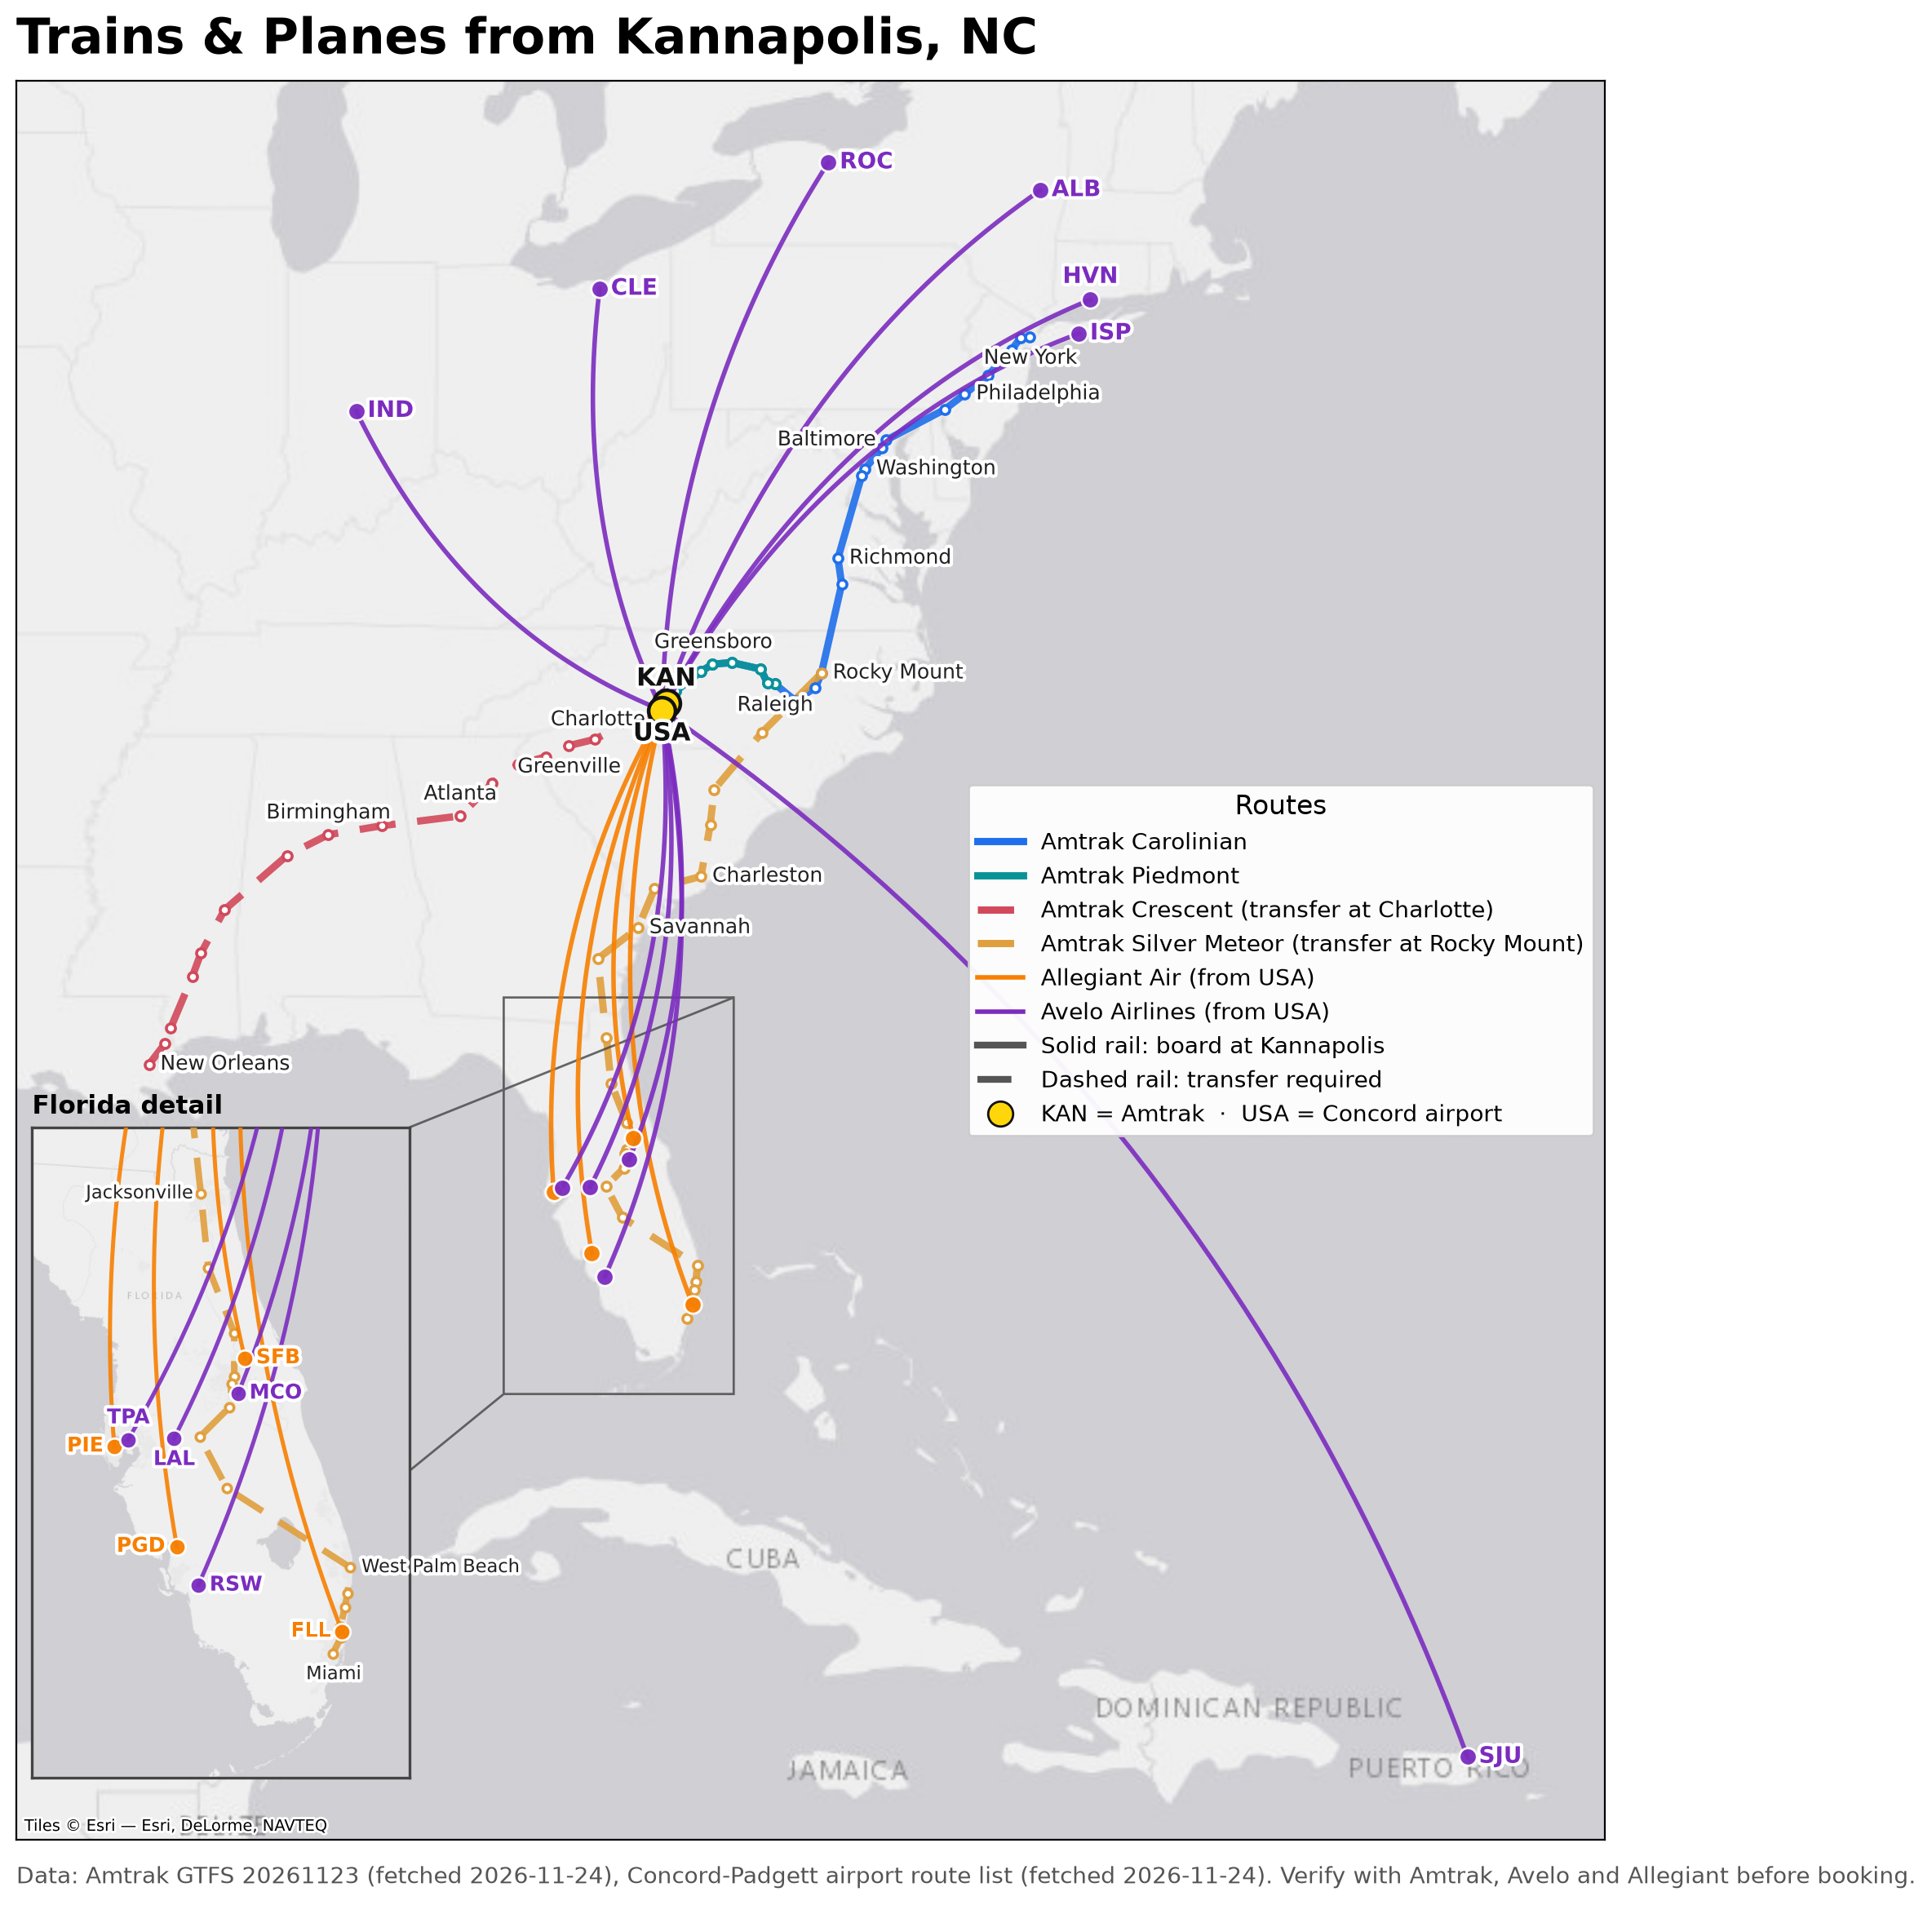 Trains & Planes from Kannapolis, NC
ROC
ALB
HVN
CLE
ISP
New York
Philadelphia
IND
Baltimore
Washington
Richmond
Greensboro
KAN
Rocky Mount
Raleigh
Charlotte
USA
Greenville
Atlanta
Birmingham
Charleston
Savannah
New Orleans
Routes
Amtrak Carolinian
Amtrak Piedmont
Amtrak Crescent (transfer at Charlotte)
Amtrak Silver Meteor (transfer at Rocky Mount)
Allegiant Air (from USA)
Avelo Airlines (from USA)
Solid rail: board at Kannapolis
Dashed rail: transfer required
KAN = Amtrak · USA = Concord airport
Florida detail
Jacksonville
FLORIDA
SFB
MCO
TPA
PIE
LAL
PGD
West Palm Beach
RSW
FLL
Miami
CUBA
DOMINICAN REPUBLIC
JAMAICA
PUERTO RICO
SJU
BELIZE
Tiles © Esri — Esri, DeLorme, NAVTEQ
Data: Amtrak GTFS 20261123 (fetched 2026-11-24), Concord-Padgett airport route list (fetched 2026-11-24). Verify with Amtrak, Avelo and Allegiant before booking.